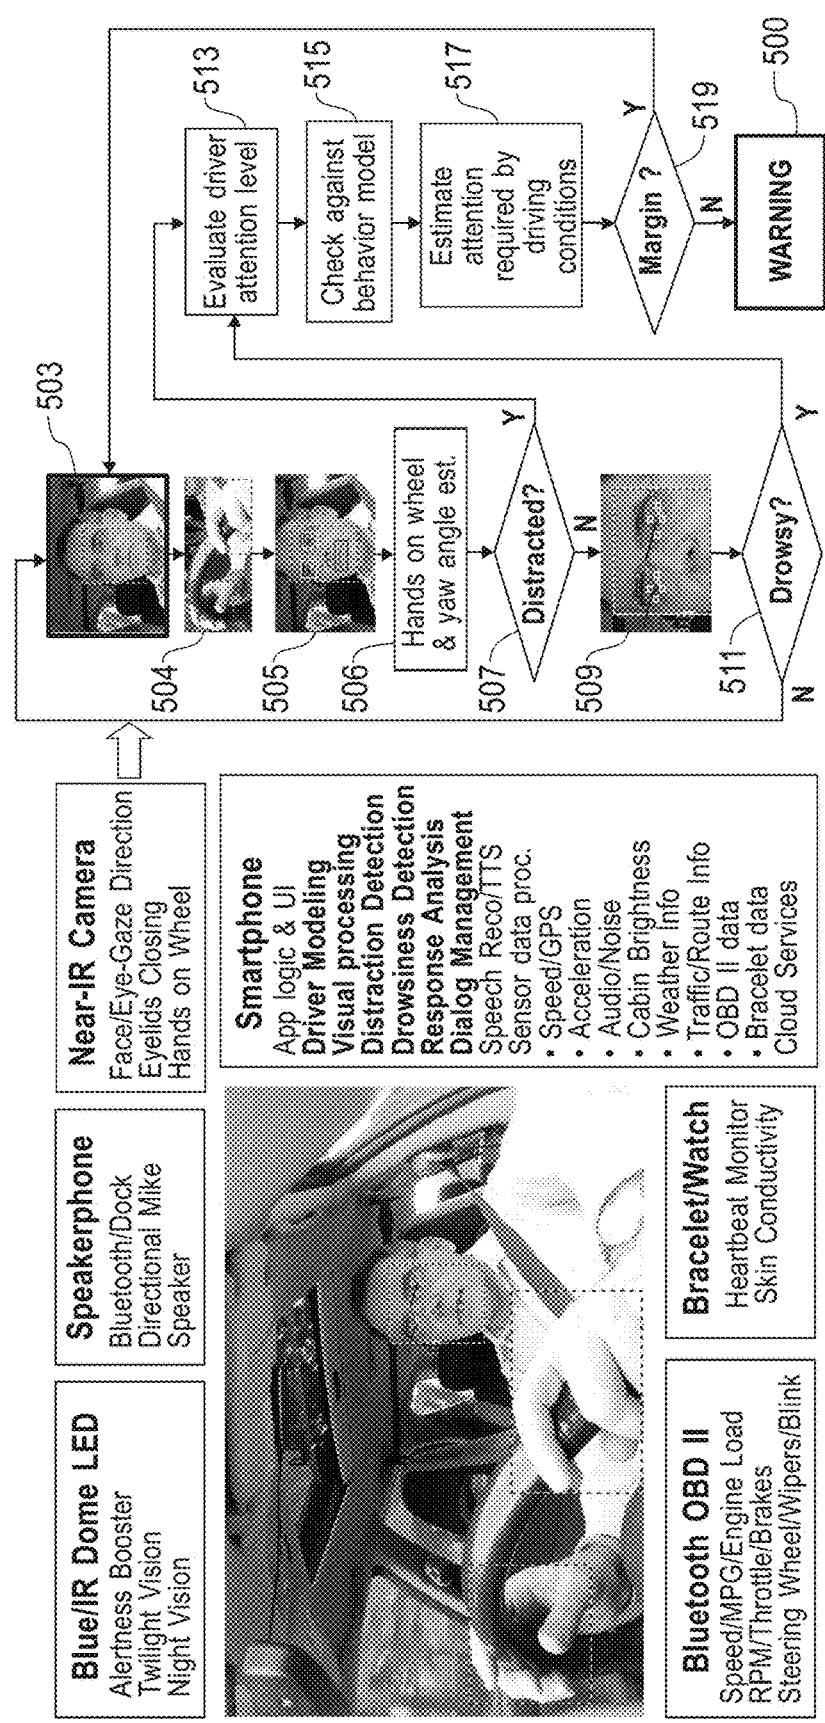 Blue/IR Dome LED
Alertness Booster
Twilight Vision
Night Vision
Speakerphone
Bluetooth/Dock
Directional Mike
Speaker
Near-IR Camera
Face/Eye-Gaze Direction
Eyelids Closing
Hands on Wheel
Smartphone
App logic & UI
Driver Modeling
Visual processing
Distraction Detection
Drowsiness Detection
Response Analysis
Dialog Management
Speech Reco/TTS
Sensor data proc.
• Speed/GPS
• Acceleration
• Audio/Noise
• Cabin Brightness
• Weather Info
• Traffic/Route Info
• OBD II data
• Bracelet data
Cloud Services
Bluetooth OBD II
Speed/MPG/Engine Load
RPM/Throttle/Brakes
Steering Wheel/Wipers/Blink
Bracelet/Watch
Heartbeat Monitor
Skin Conductivity
503
504
505
506
Hands on wheel
& yaw angle est.
507
Distracted?
Y
N
509
511
Drowsy?
Y
N
513
Evaluate driver
attention level
515
Check against
behavior model
517
Estimate
attention
required by
driving
conditions
Margin ?
Y
519
N
500
WARNING